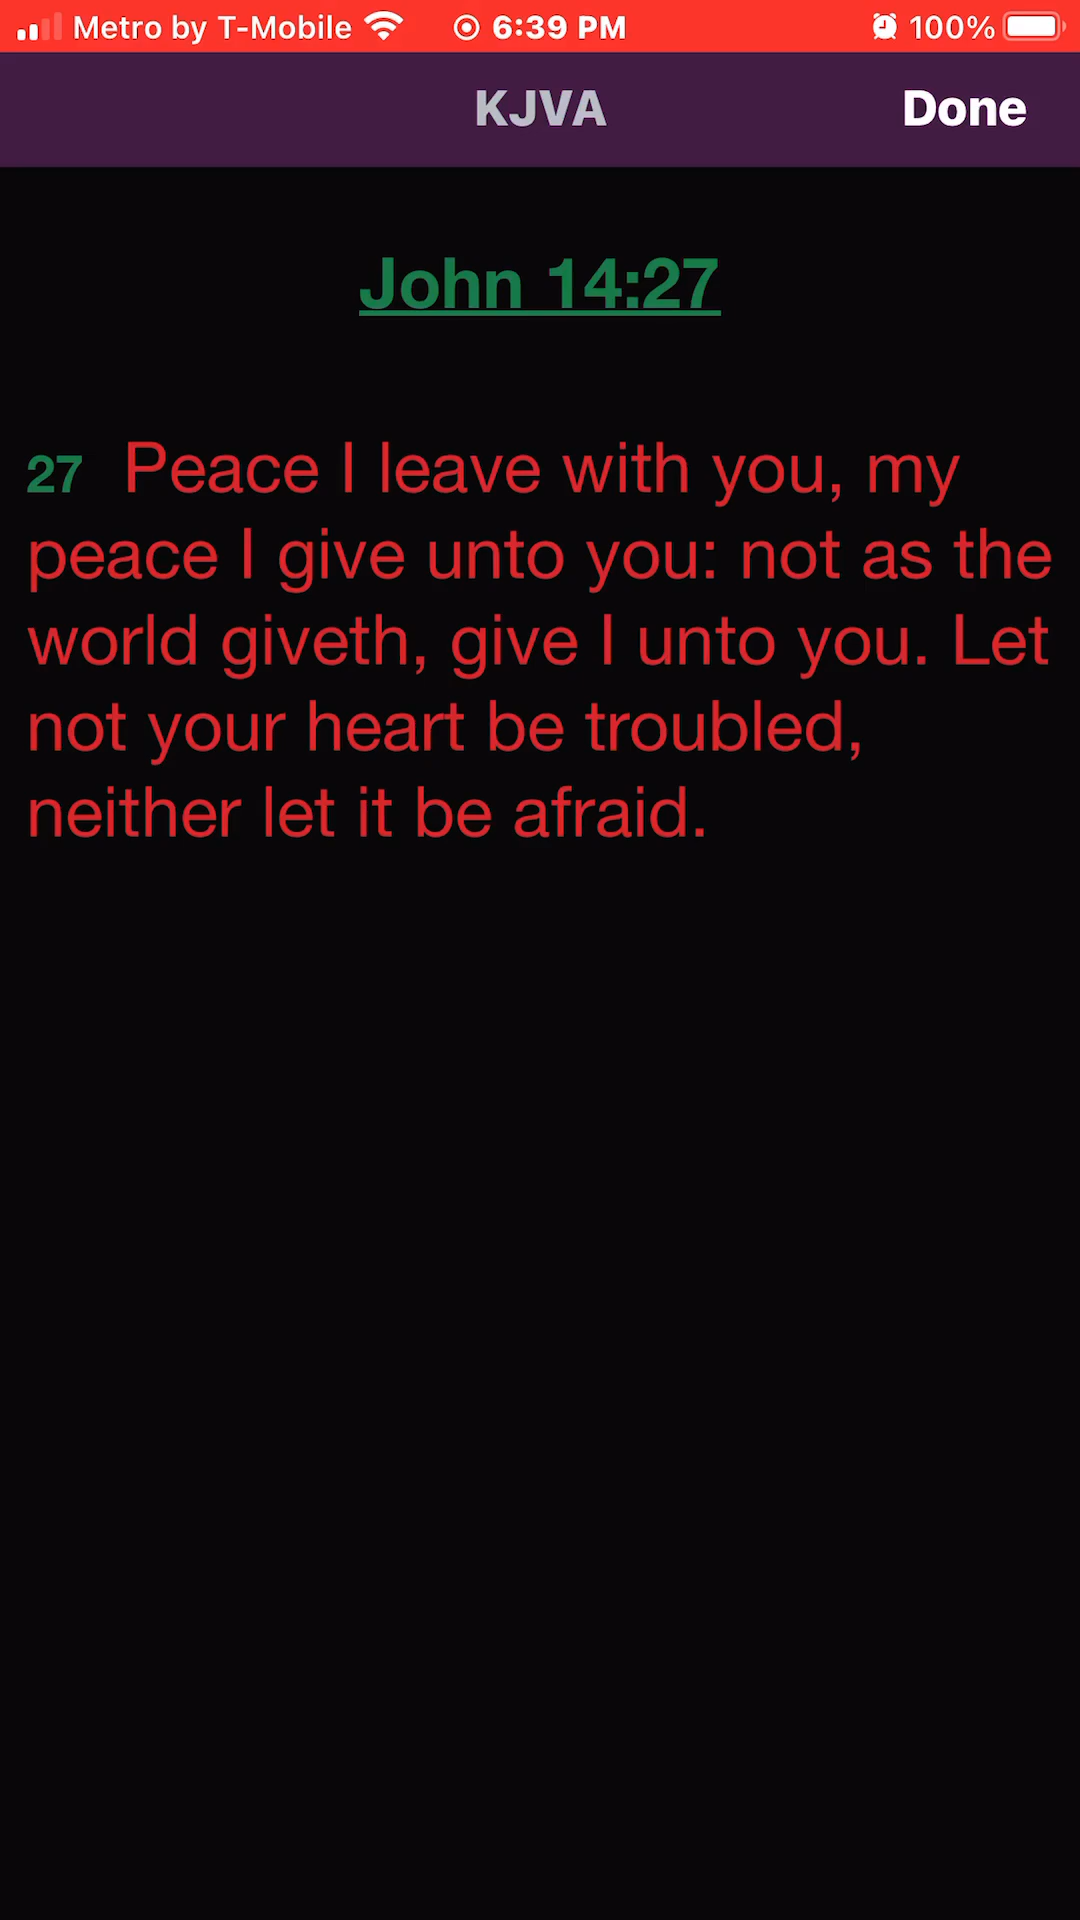 Metro by T-Mobile 6:39 PM 100%
KJVA Done
John 14:27
27 Peace I leave with you, my
peace I give unto you: not as the
world giveth, give I unto you. Let
not your heart be troubled,
neither let it be afraid.